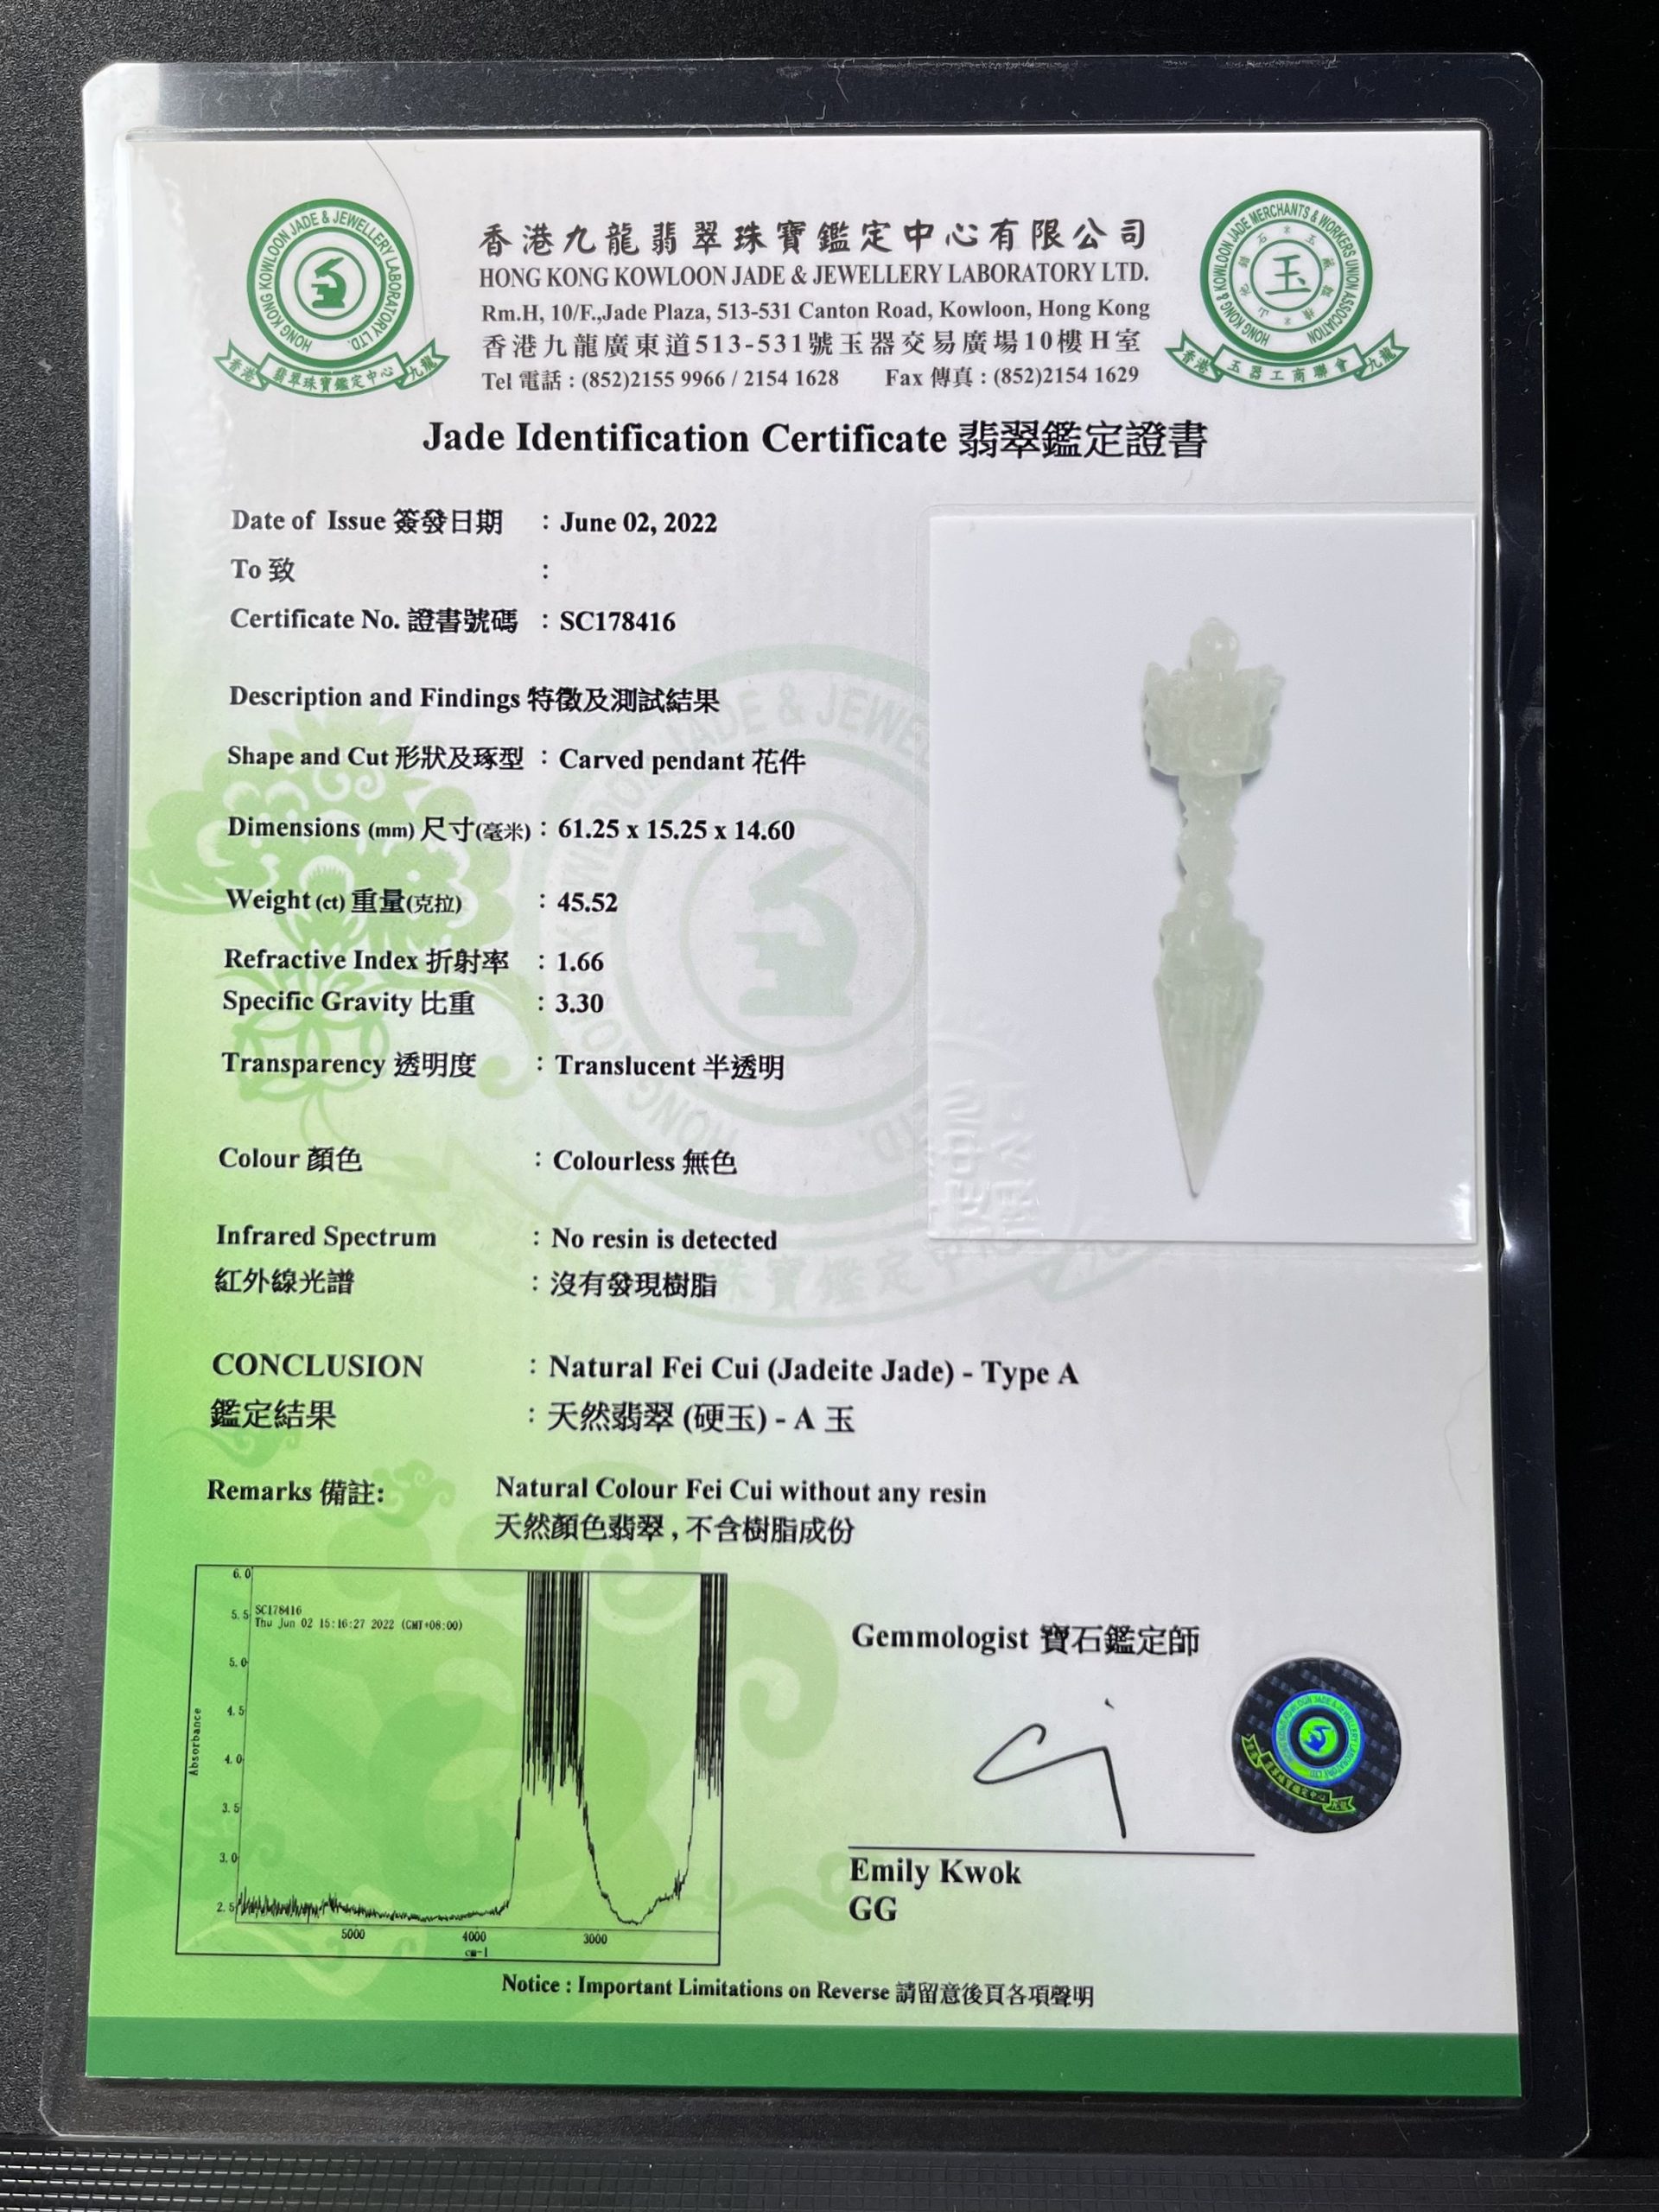 香港九龍翡翠珠寶鑑定中心有限公司
HONG KONG KOWLOON JADE & JEWELLERY LABORATORY LTD.
Rm.H, 10/F.,Jade Plaza, 513-531 Canton Road, Kowloon, Hong Kong
香港九龍廣東道513-531號玉器交易廣場10樓H室
Tel 電話 : (852)2155 9966 / 2154 1628 Fax 傳真 : (852)2154 1629
HONG KONG KOWLOON JADE & JEWELLERY LABORATORY LTD.
香港 翡翠珠寶鑑定中心 九龍
HONG KONG & KOWLOON JADE MERCHANTS & WORKERS UNION ASSOCIATION
玉
香港 玉器工商聯會 九龍
Jade Identification Certificate 翡翠鑑定證書
Date of Issue 簽發日期 : June 02, 2022
To 致 :
Certificate No. 證書號碼 : SC178416
Description and Findings 特徵及測試結果
Shape and Cut 形狀及琢型 : Carved pendant 花件
Dimensions (mm) 尺寸(毫米) : 61.25 x 15.25 x 14.60
Weight (ct) 重量(克拉) : 45.52
Refractive Index 折射率 : 1.66
Specific Gravity 比重 : 3.30
Transparency 透明度 : Translucent 半透明
Colour 顏色 : Colourless 無色
Infrared Spectrum : No resin is detected
紅外線光譜 : 沒有發現樹脂
CONCLUSION : Natural Fei Cui (Jadeite Jade) - Type A
鑑定結果 : 天然翡翠 (硬玉) - A 玉
Remarks 備註: Natural Colour Fei Cui without any resin
天然顏色翡翠 , 不含樹脂成份
SC178416
Thu Jun 02 15:16:27 2022 (GMT+08:00)
6.0
5.5
5.0
4.5
4.0
3.5
3.0
2.5
Absorbance
5000 4000 3000
cm-1
Gemmologist 寶石鑑定師
Emily Kwok
GG
Notice : Important Limitations on Reverse 請留意後頁各項聲明